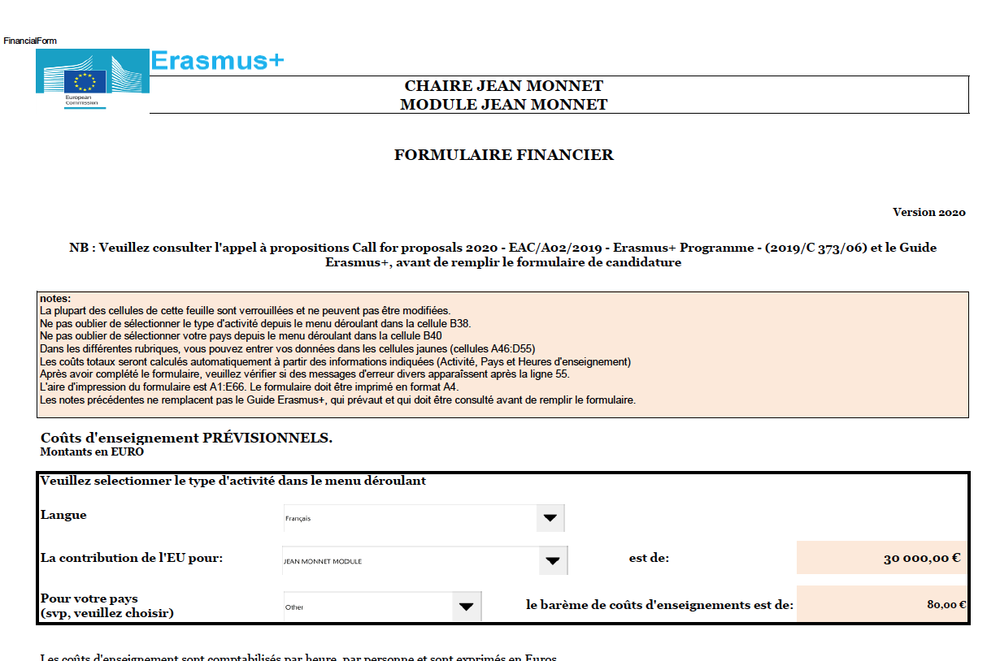 FinancialForm
Erasmus+
European
Commission
CHAIRE JEAN MONNET
MODULE JEAN MONNET
FORMULAIRE FINANCIER
Version 2020
NB : Veuillez consulter l'appel à propositions Call for proposals 2020 - EAC/A02/2019 - Erasmus+ Programme - (2019/C 373/06) et le Guide
Erasmus+, avant de remplir le formulaire de candidature
notes:
La plupart des cellules de cette feuille sont verrouillées et ne peuvent pas être modifiées.
Ne pas oublier de sélectionner le type d'activité depuis le menu déroulant dans la cellule B38.
Ne pas oublier de sélectionner votre pays depuis le menu déroulant dans la cellule B40
Dans les différentes rubriques, vous pouvez entrer vos données dans les cellules jaunes (cellules A46:D55)
Les coûts totaux seront calculés automatiquement à partir des informations indiquées (Activité, Pays et Heures d'enseignement)
Après avoir complété le formulaire, veuillez vérifier si des messages d'erreur divers apparaîssent après la ligne 55.
L'aire d'impression du formulaire est A1:E66. Le formulaire doit être imprimé en format A4.
Les notes précédentes ne remplacent pas le Guide Erasmus+, qui prévaut et qui doit être consulté avant de remplir le formulaire.
Coûts d'enseignement PRÉVISIONNELS.
Montants en EURO
Veuillez selectionner le type d'activité dans le menu déroulant
Langue Français
La contribution de l'EU pour: JEAN MONNET MODULE est de: 30 000,00 €
Pour votre pays
(svp, veuillez choisir) Other le barème de coûts d'enseignements est de: 80,00 €
Les coûts d'enseignement sont comptabilisés par heure, par personne et sont exprimés en Euros